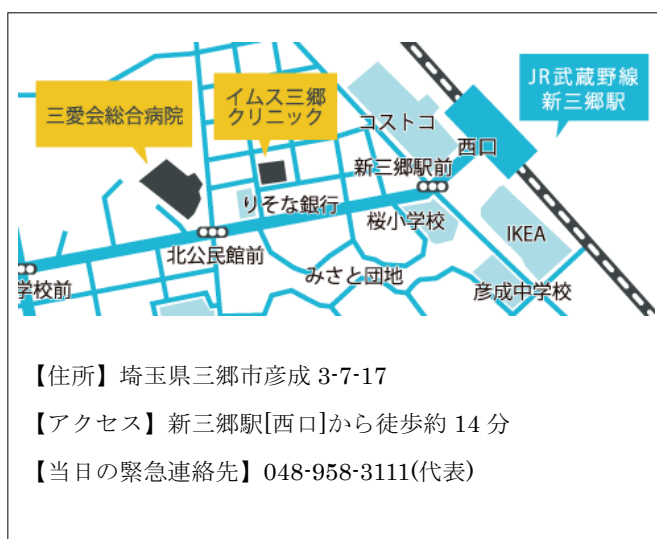 JR武蔵野線
新三郷駅
イムス三郷
クリニック
三愛会総合病院
コストコ
西口
新三郷駅前
りそな銀行
桜小学校
IKEA
北公民館前
みさと団地
学校前
彦成中学校
【住所】埼玉県三郷市彦成 3-7-17
【アクセス】新三郷駅[西口]から徒歩約 14 分
【当日の緊急連絡先】048-958-3111(代表)